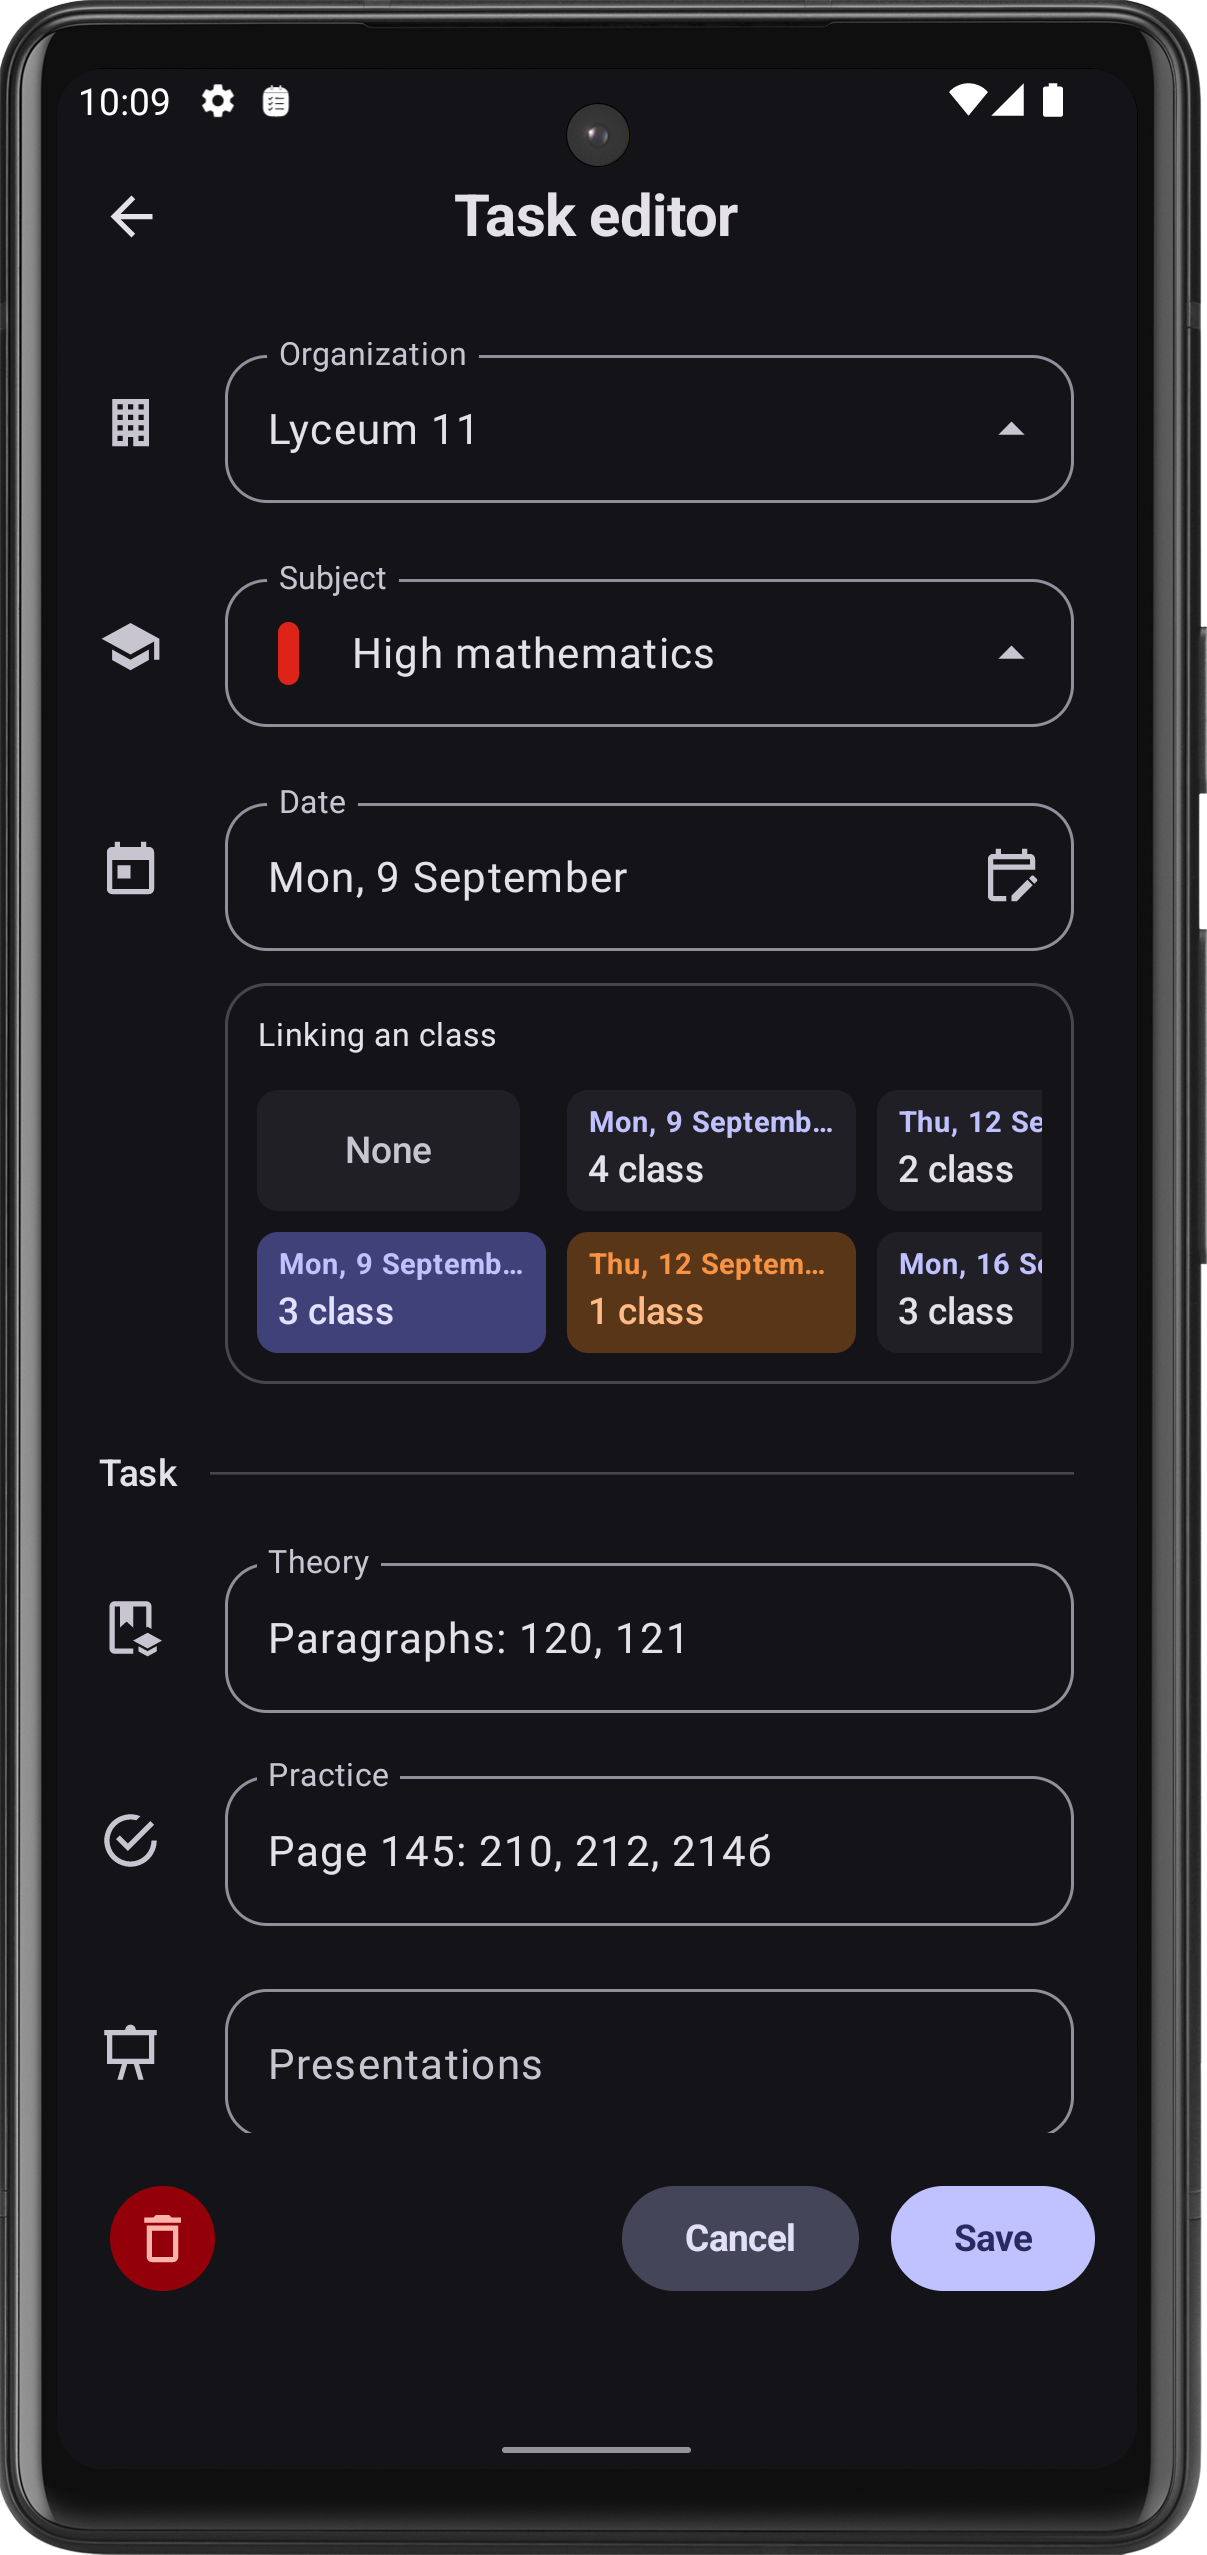 10:09
Task editor
Organization
Lyceum 11
Subject
High mathematics
Date
Mon, 9 September
Linking an class
None
Mon, 9 Septemb...
4 class
Thu, 12 Se
2 class
Mon, 9 Septemb...
3 class
Thu, 12 Septem...
1 class
Mon, 16 Se
3 class
Task
Theory
Paragraphs: 120, 121
Practice
Page 145: 210, 212, 214б
Presentations
Cancel
Save